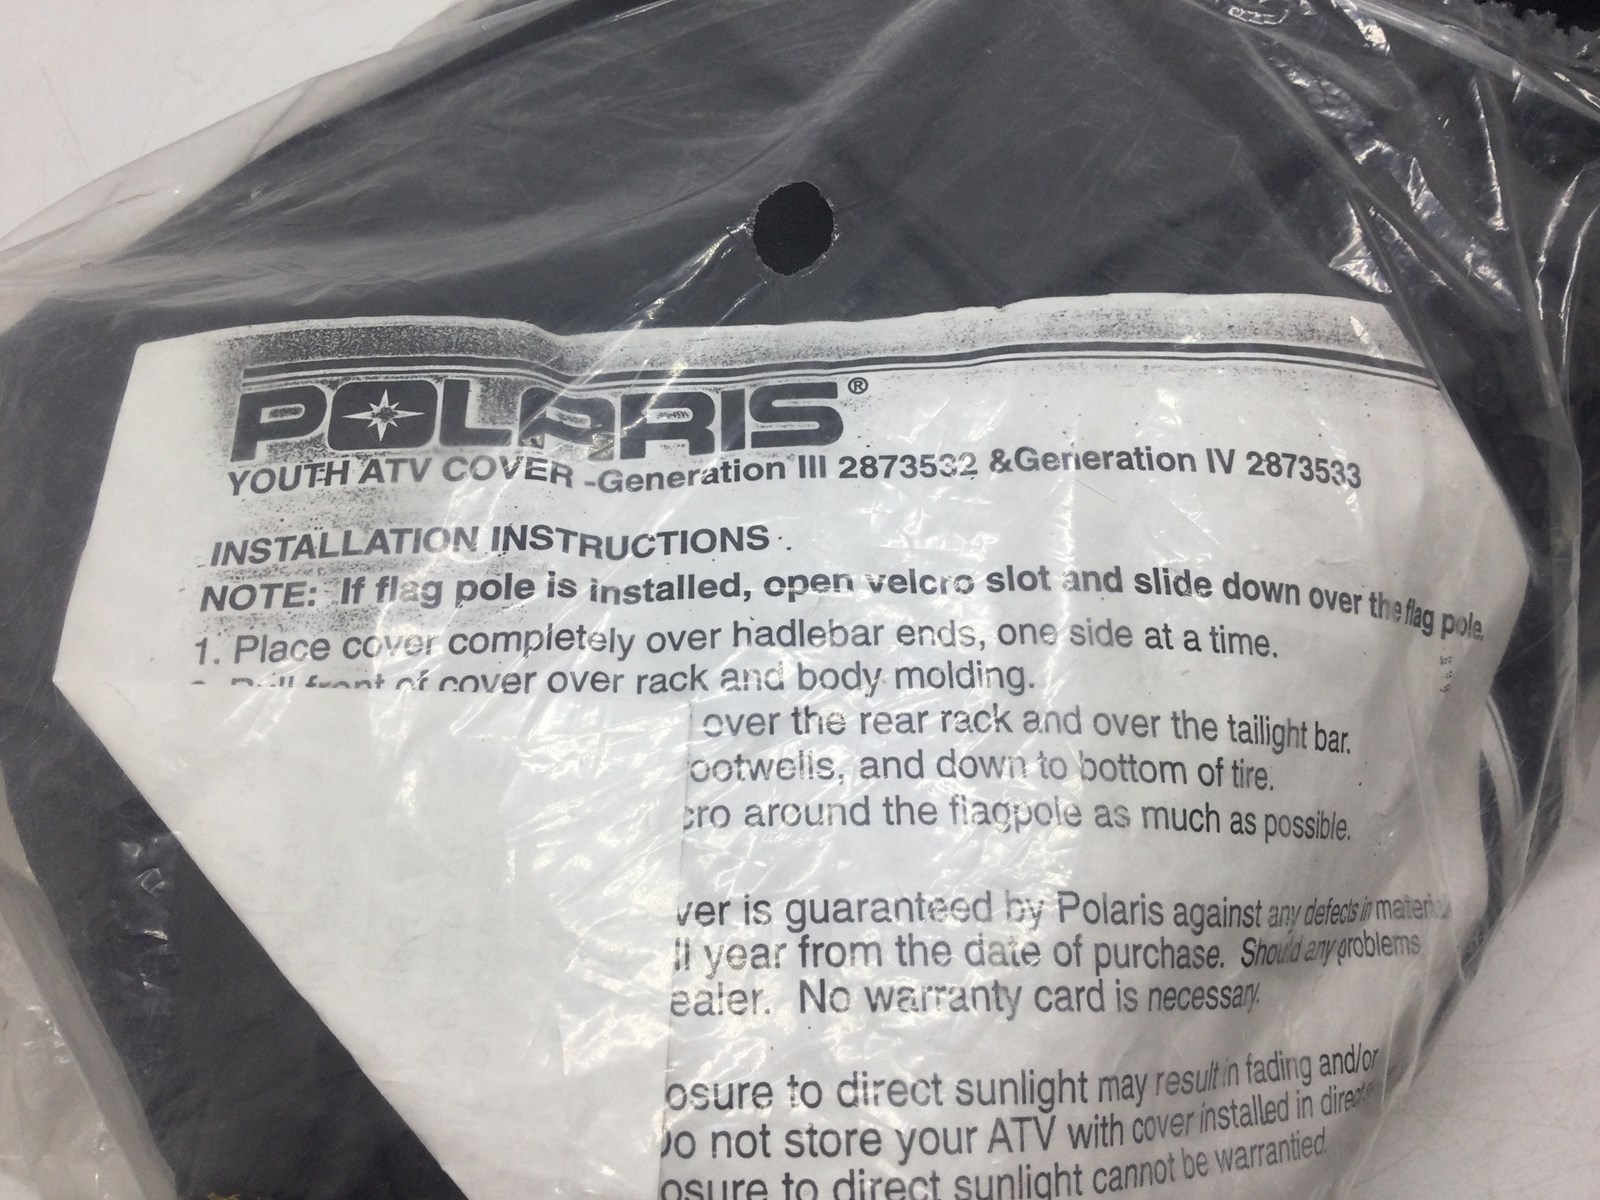 POLARIS®
YOUTH ATV COVER -Generation III 2873532 &Generation IV 2873533
INSTALLATION INSTRUCTIONS
NOTE: If flag pole is installed, open velcro slot and slide down over the flag pole.
1. Place cover completely over hadlebar ends, one side at a time.
front of cover over rack and body molding.
over the rear rack and over the tailight bar.
ootwells, and down to bottom of tire.
cro around the flagpole as much as possible.
ver is guaranteed by Polaris against any defects in materi
ll year from the date of purchase. Should any problems
ealer. No warranty card is necessary.
osure to direct sunlight may result in fading and/or
Do not store your ATV with cover installed in direct
osure to direct sunlight cannot be warrantied.